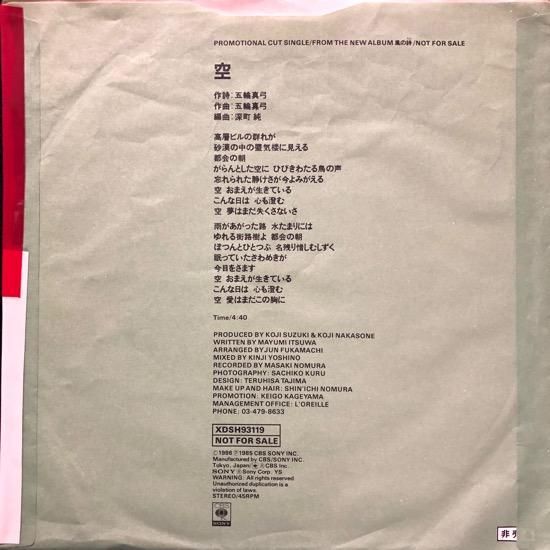 PROMOTIONAL CUT SINGLE/FROM THE NEW ALBUM 風の詩/NOT FOR SALE
空
作詩:五輪真弓
作曲:五輪真弓
編曲:深町 純
高層ビルの群れが
砂漠の中の蜃気楼に見える
都会の朝
がらんとした空に ひびきわたる鳥の声
忘れられた静けさが今よみがえる
空 おまえが生きている
こんな日は 心も澄む
空 夢はまだ失くさないさ
雨があがった路 水たまりには
ゆれる街路樹よ 都会の朝
ぽつんとひとつぶ 名残り惜しむしずく
眠っていたさわめきが
今目をさます
空 おまえが生きている
こんな日は 心も澄む
空 愛はまだこの胸に
Time/4:40
PRODUCED BY KOJI SUZUKI & KOJI NAKASONE
WRITTEN BY MAYUMI ITSUWA
ARRANGED BY JUN FUKAMACHI
MIXED BY KINJI YOSHINO
RECORDED BY MASAKI NOMURA
PHOTOGRAPHY: SACHIKO KURU
DESIGN: TERUHISA TAJIMA
MAKE UP AND HAIR: SHIN'ICHI NOMURA
PROMOTION: KEIGO KAGEYAMA
MANAGEMENT OFFICE: L'OREILLE
PHONE: 03-479-8633
XDSH93119
NOT FOR SALE
Ⓒ1986 Ⓟ1985 CBS SONY INC.
Manufactured by CBS/SONY INC.
Tokyo, Japan/ ® CBS Inc.
SONY ® Sony Corp. YS
WARNING: All rights reserved
Unauthorized duplication is a
violation of laws.
STEREO/45RPM
CBS
SONY
非